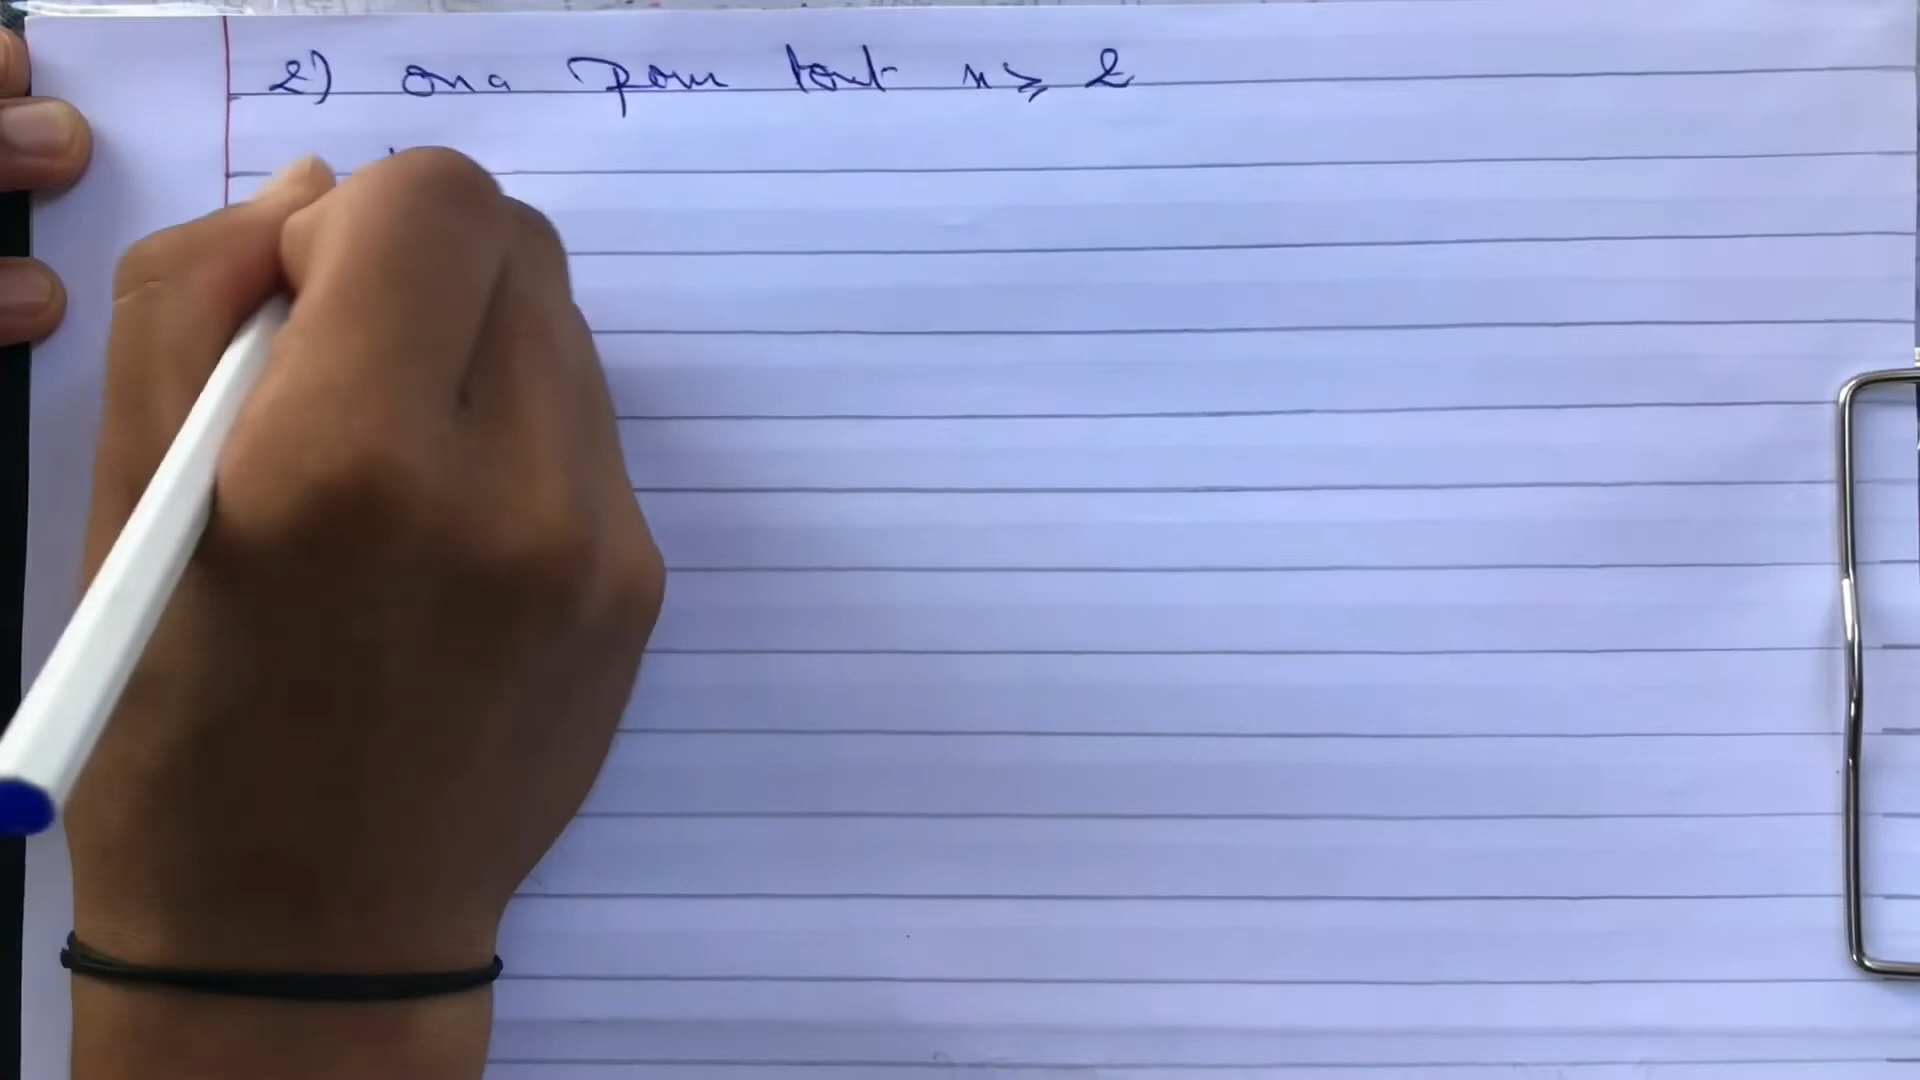 2) on a pour tout n ⩾ 2